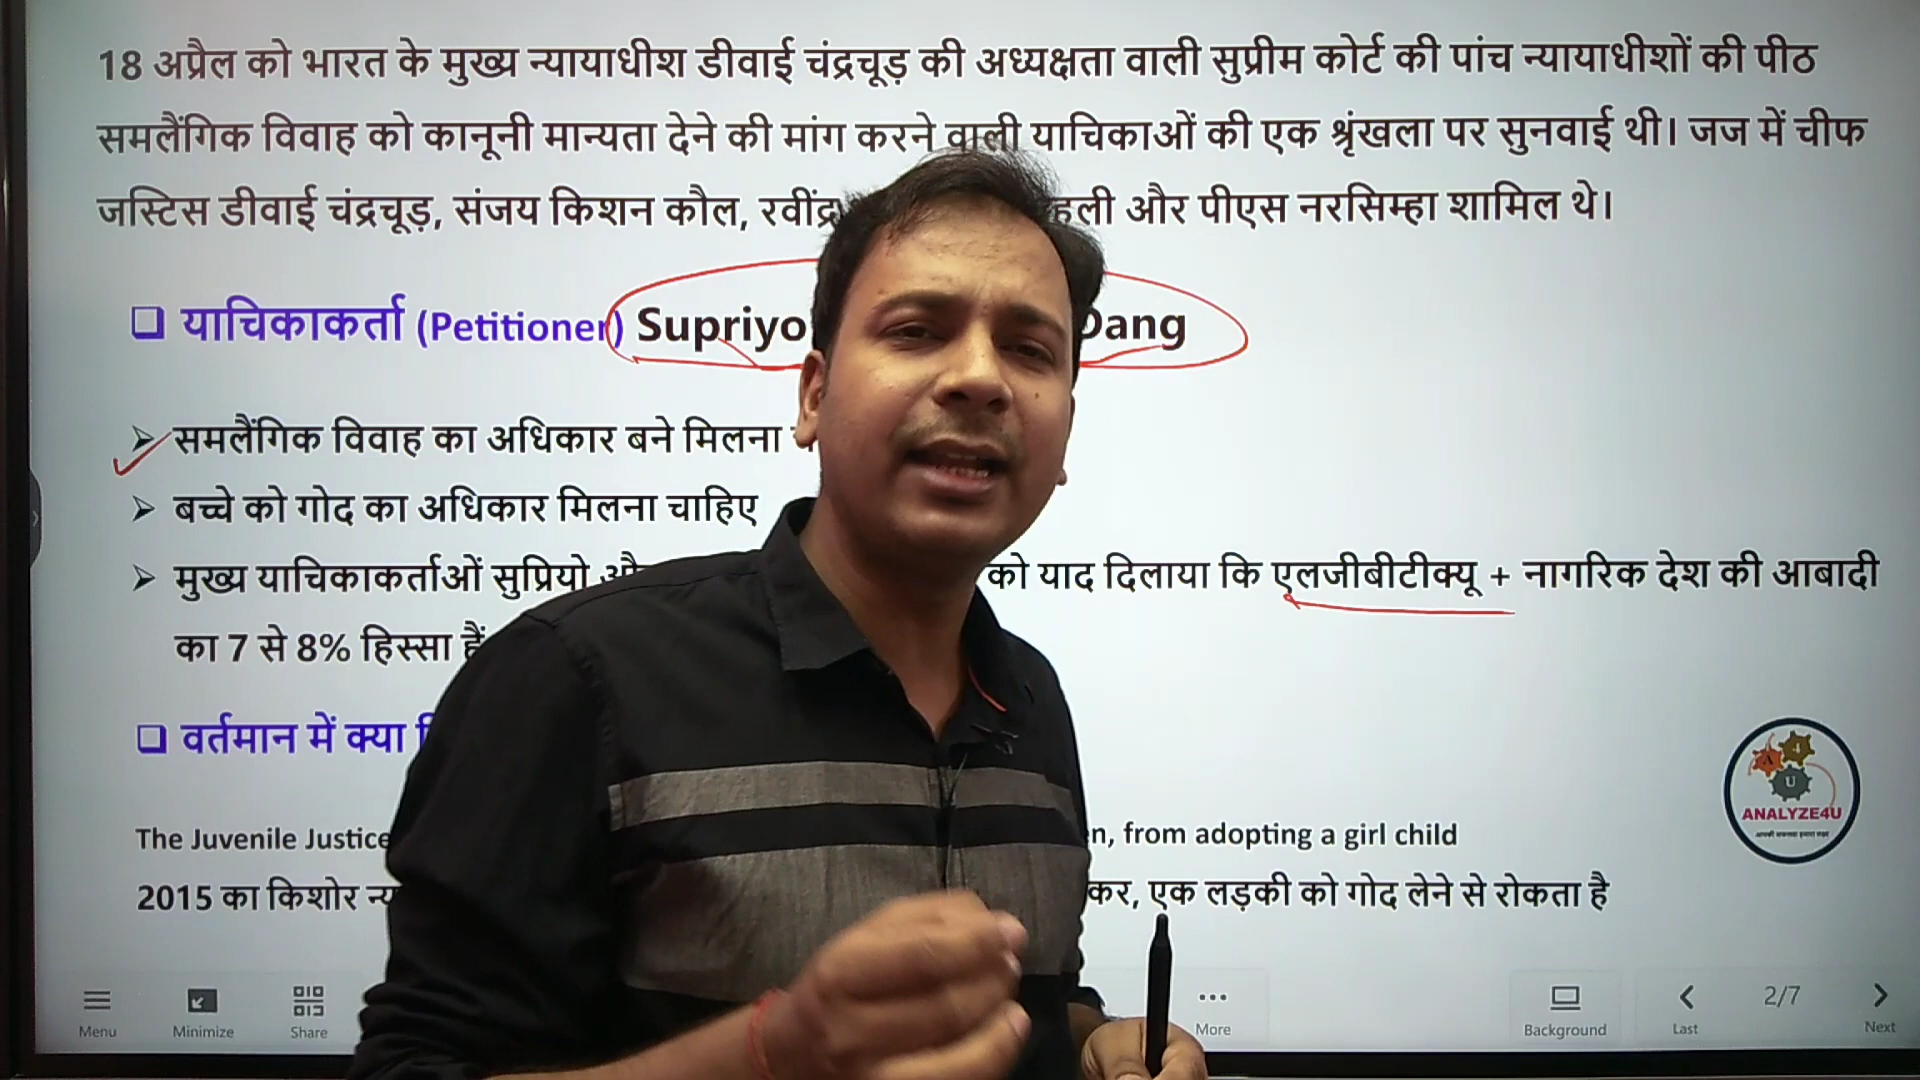 18 अप्रैल को भारत के मुख्य न्यायाधीश डीवाई चंद्रचूड़ की अध्यक्षता वाली सुप्रीम कोर्ट की पांच न्यायाधीशों की पीठ
समलैंगिक विवाह को कानूनी मान्यता देने की मांग करने वाली याचिकाओं की एक श्रृंखला पर सुनवाई थी। जज में चीफ
जस्टिस डीवाई चंद्रचूड़, संजय किशन कौल, रवींद्र और पीएस नरसिम्हा शामिल थे।
याचिकाकर्ता (Petitioner) Supriyo Dang
समलैंगिक विवाह का अधिकार बने मिलना
बच्चे को गोद का अधिकार मिलना चाहिए
मुख्य याचिकाकर्ताओं सुप्रियो को याद दिलाया कि एलजीबीटीक्यू + नागरिक देश की आबादी
का 7 से 8% हिस्सा हैं
वर्तमान में क्या
The Juvenile Justice from adopting a girl child
2015 का किशोर कर, एक लड़की को गोद लेने से रोकता है
A 4 U
ANALYZE4U
Menu Minimize Share More Background Last 2/7 Next